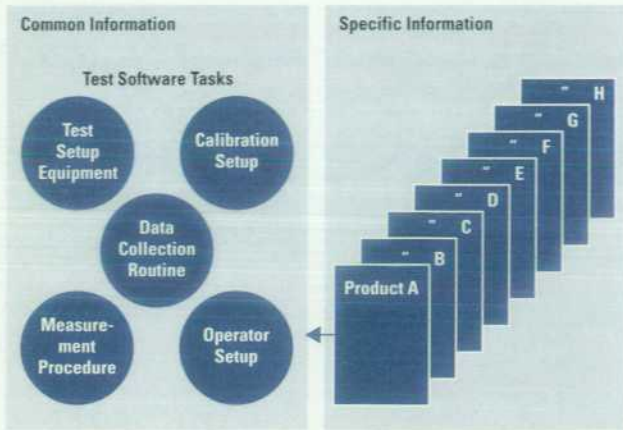 Common Information
Test Software Tasks
Test
Setup
Equipment
Calibration
Setup
Data
Collection
Routine
Measure-
ment
Procedure
Operator
Setup
Specific Information
" H
" G
" F
" E
" D
" C
" B
Product A